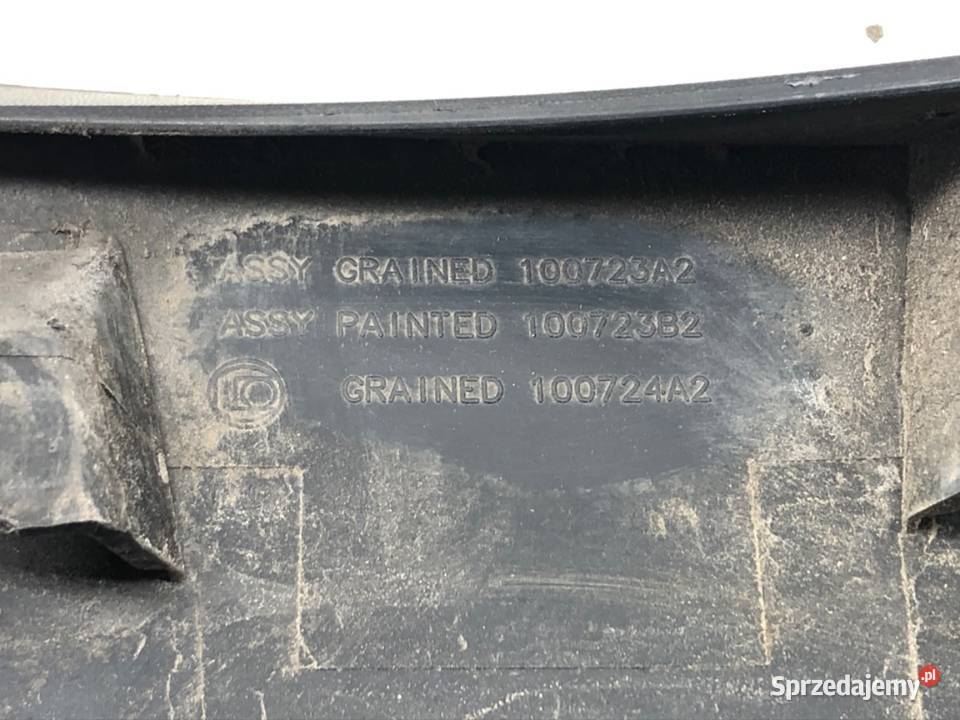 ASSY GRAINED 100723A2
ASSY PAINTED 100723B2
GRAINED 100724A2
Sprzedajemy.pl